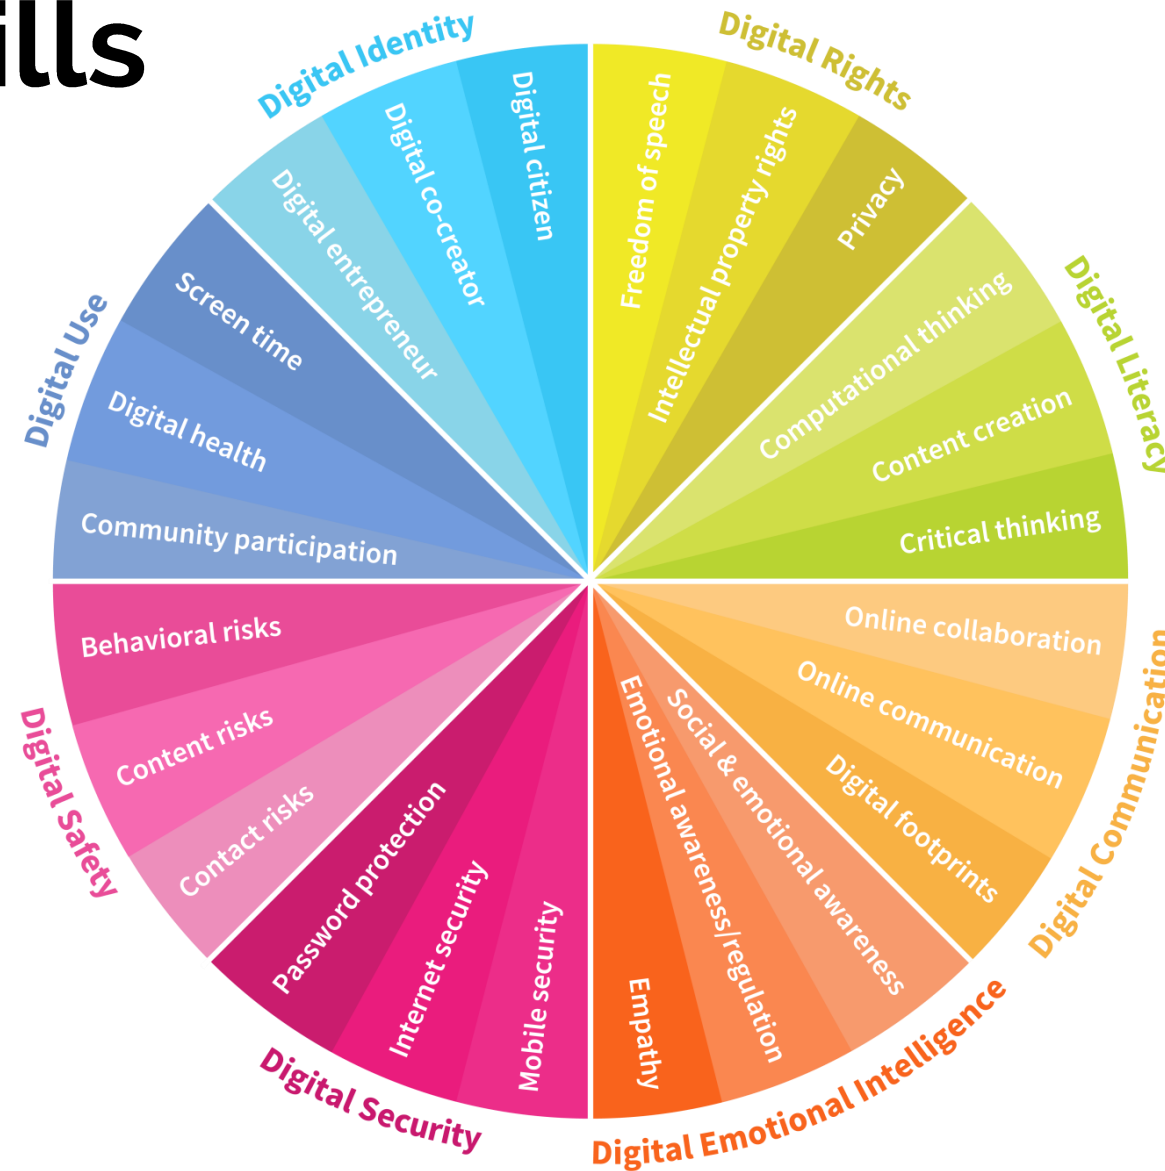 ills
Digital Identity
Digital entrepreneur
Digital co-creator
Digital citizen
Digital Rights
Freedom of speech
Intellectual property rights
Privacy
Digital Literacy
Computational thinking
Content creation
Critical thinking
Digital Communication
Online collaboration
Online communication
Digital footprints
Digital Emotional Intelligence
Social & emotional awareness
Emotional awareness/regulation
Empathy
Digital Security
Mobile security
Internet security
Password protection
Digital Safety
Contact risks
Content risks
Behavioral risks
Digital Use
Community participation
Digital health
Screen time